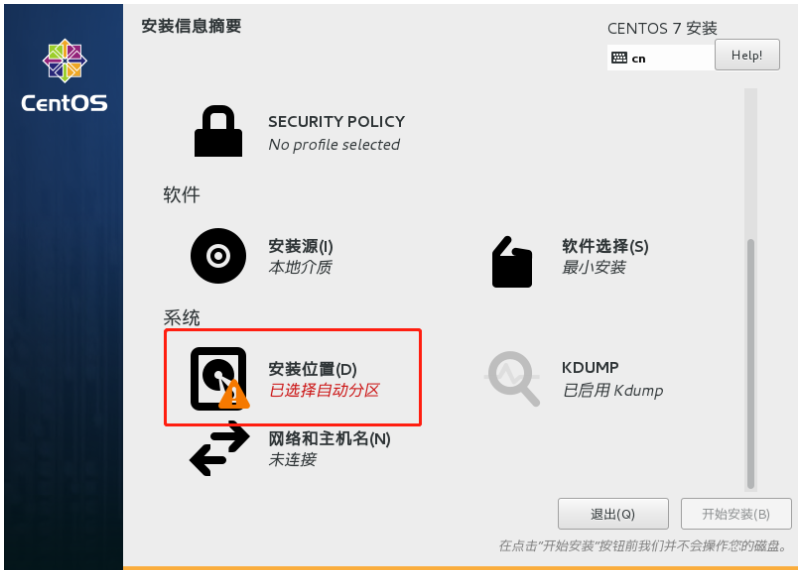 安装信息摘要
CENTOS 7 安装
cn
Help!
CentOS
SECURITY POLICY
No profile selected
软件
安装源(I)
本地介质
软件选择(S)
最小安装
系统
安装位置(D)
已选择自动分区
KDUMP
已启用 Kdump
网络和主机名(N)
未连接
退出(Q)
开始安装(B)
在点击"开始安装"按钮前我们并不会操作您的磁盘。